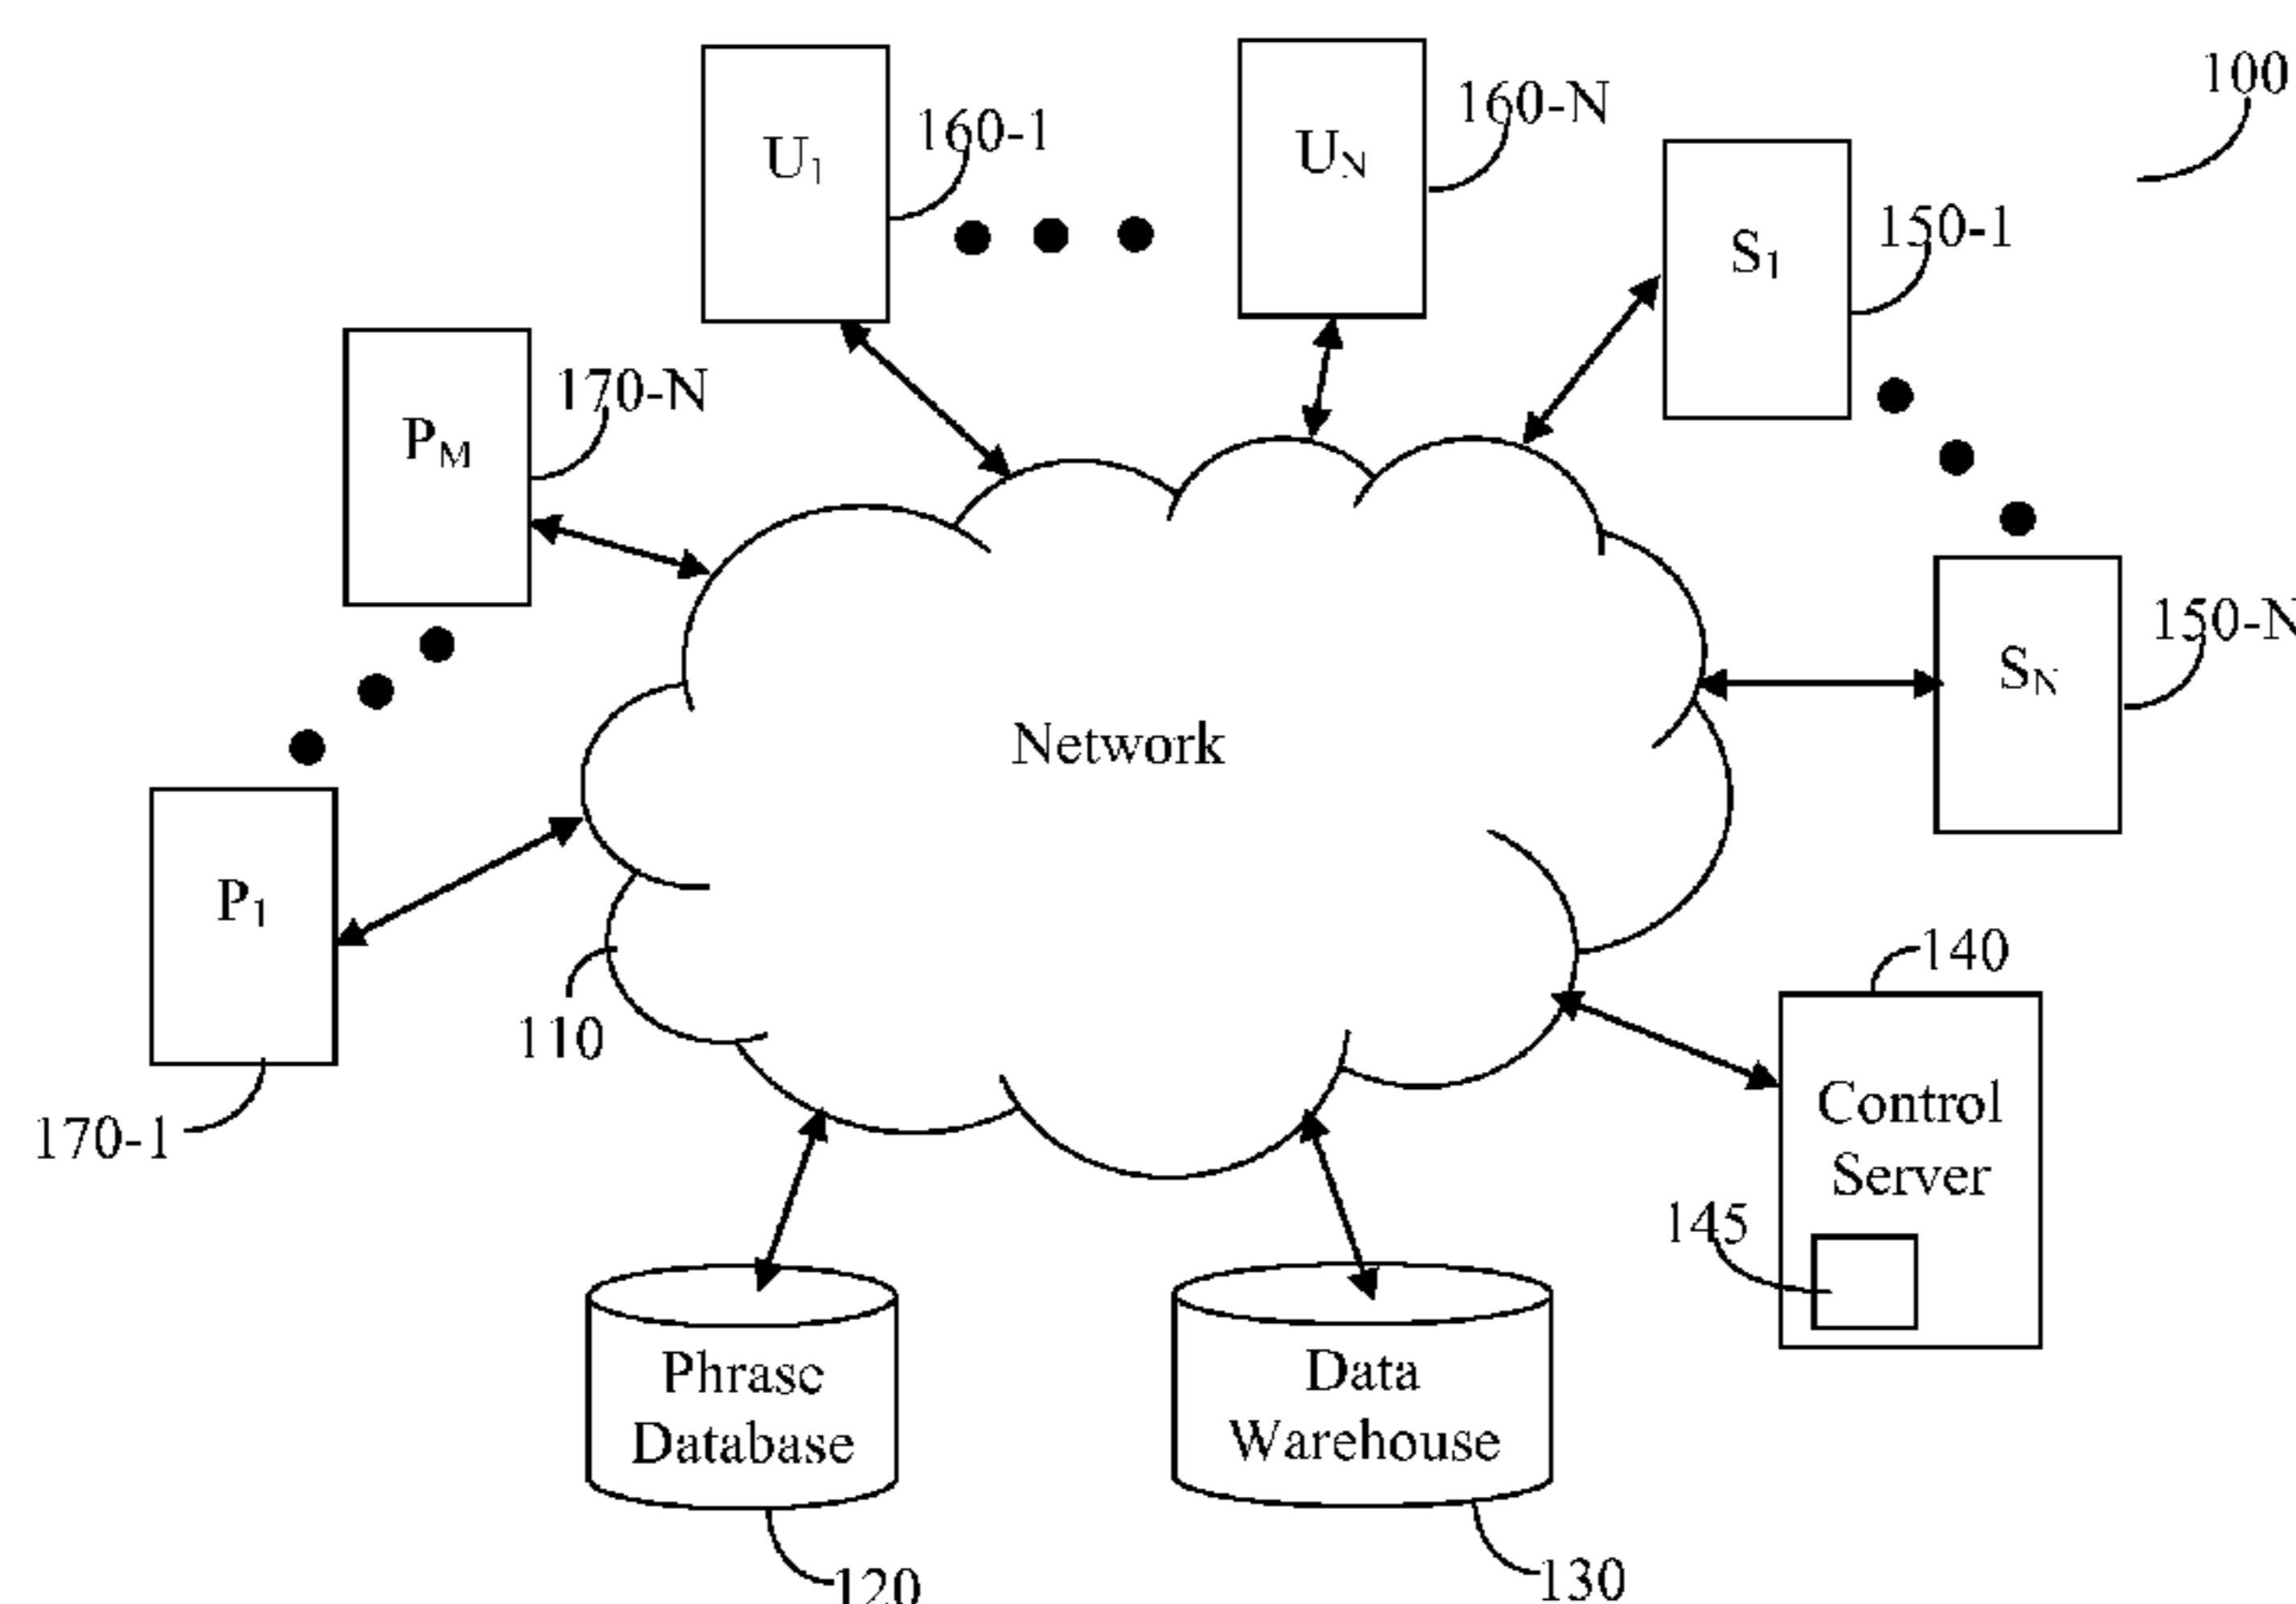 100
U1
160-1
UN
160-N
S1
150-1
PM
170-N
SN
150-N
Network
P1
170-1
110
140
Control
Server
145
Phrase
Database
120
Data
Warehouse
130